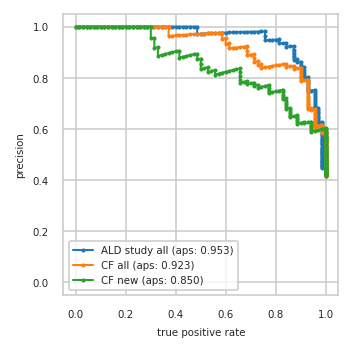 1.0
0.8
0.6
0.4
0.2
0.0
precision
ALD study all (aps: 0.953)
CF all (aps: 0.923)
CF new (aps: 0.850)
0.0 0.2 0.4 0.6 0.8 1.0
true positive rate